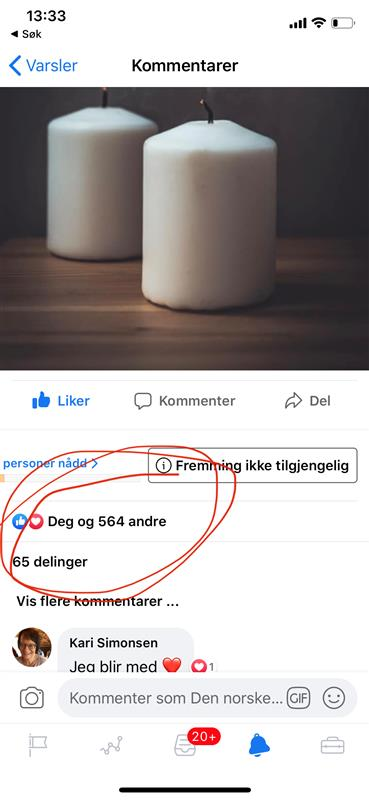 13:33
Søk
Varsler
Kommentarer
Liker
Kommenter
Del
personer nådd
Fremming ikke tilgjengelig
Deg og 564 andre
65 delinger
Vis flere kommentarer ...
Kari Simonsen
Jeg blir med ❤️
1
Kommenter som Den norske...
GIF
20+